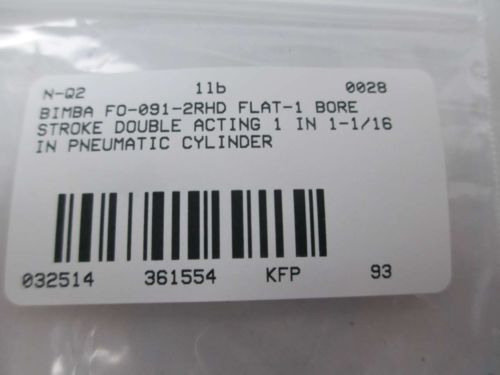 N-Q2 1lb 0028
BIMBA FO-091-2RHD FLAT-1 BORE
STROKE DOUBLE ACTING 1 IN 1-1/16
IN PNEUMATIC CYLINDER
032514 361554 KFP 93